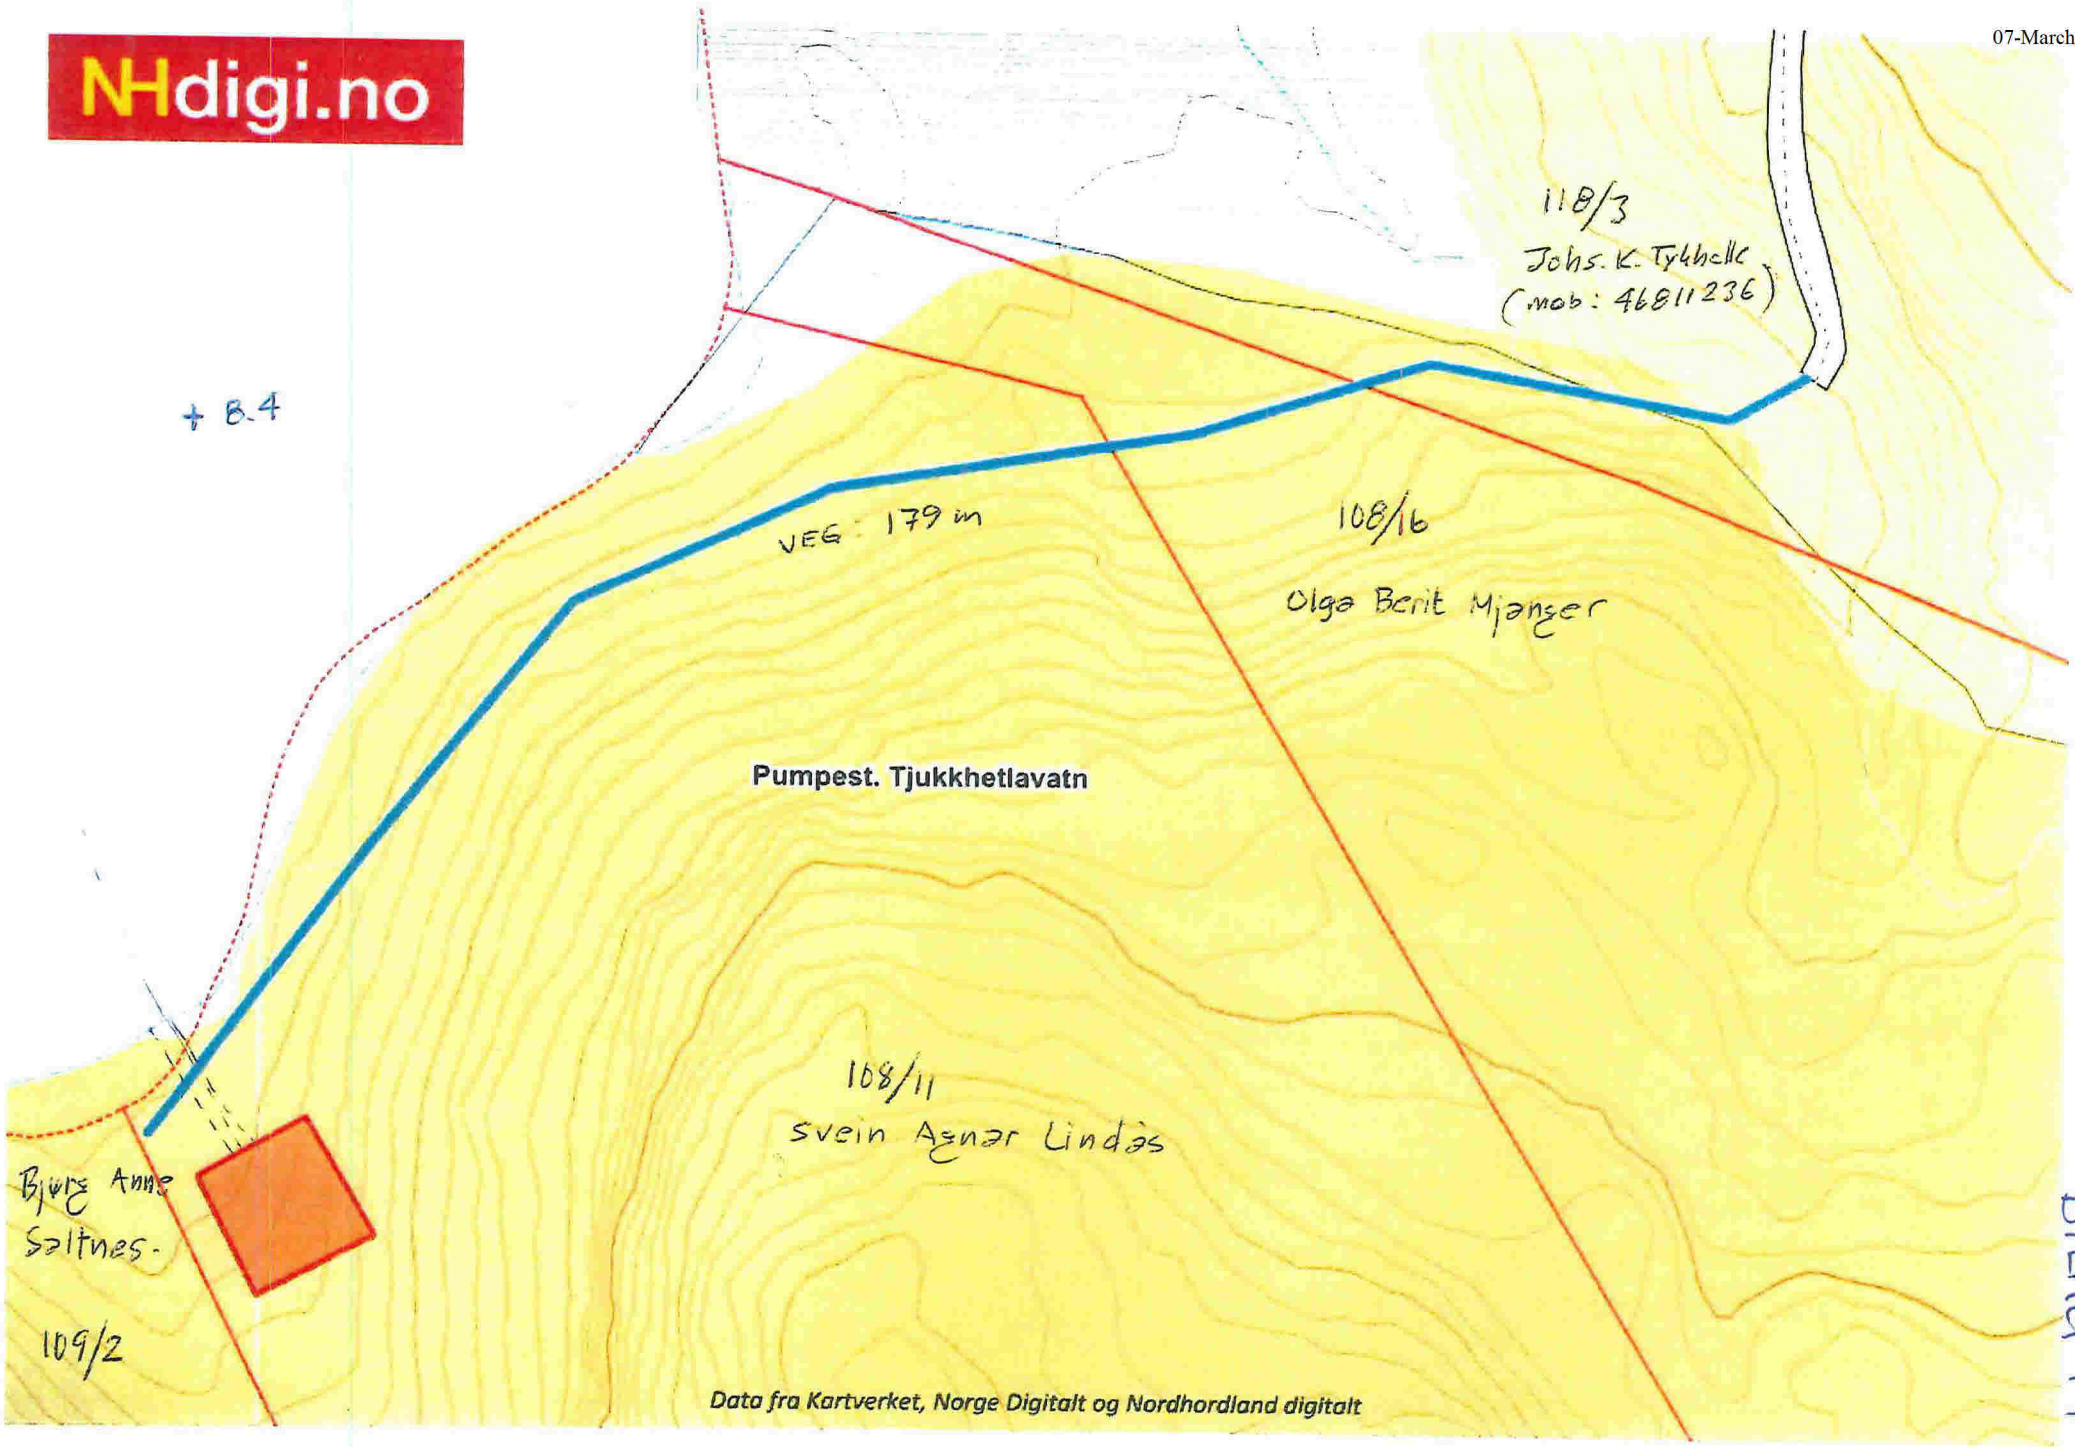 07-March
NHdigi.no
118/3
Johs. K. Tykhelle
(mob: 46811236)
+ 8.4
VEG: 179 m
108/16
Olga Berit Mjanger
Pumpest. Tjukkhetlavatn
108/11
Svein Agnar Lindås
Bjørg Anne
Saltnes.
109/2
Data fra Kartverket, Norge Digitalt og Nordhordland digitalt